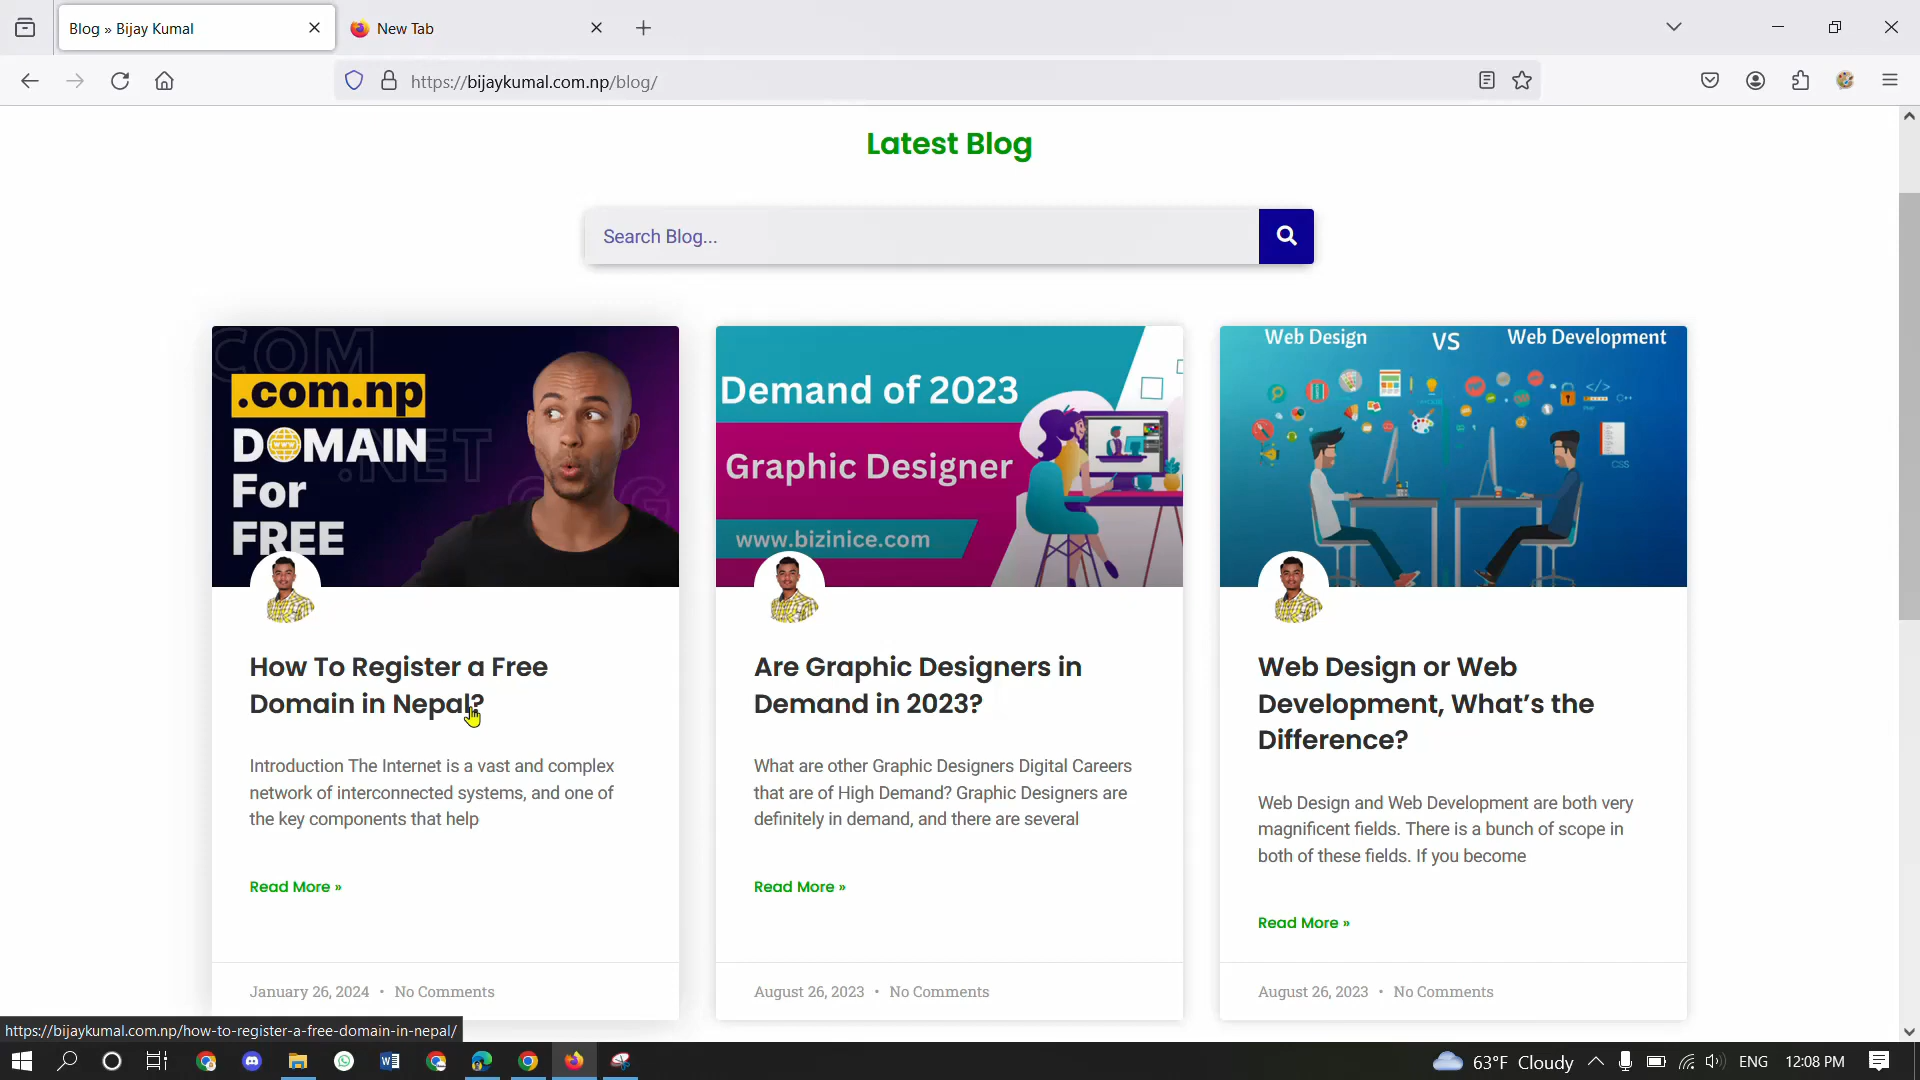 Blog » Bijay Kumal
New Tab
https://bijaykumal.com.np/blog/
Latest Blog
Search Blog...
COM
.com.np
DOMAIN
.NET
For
FREE
Demand of 2023
Graphic Designer
www.bizinice.com
Web Design VS Web Development
CSS
How To Register a Free
Domain in Nepal?
Introduction The Internet is a vast and complex
network of interconnected systems, and one of
the key components that help
Read More »
January 26, 2024 • No Comments
Are Graphic Designers in
Demand in 2023?
What are other Graphic Designers Digital Careers
that are of High Demand? Graphic Designers are
definitely in demand, and there are several
Read More »
August 26, 2023 • No Comments
Web Design or Web
Development, What’s the
Difference?
Web Design and Web Development are both very
magnificent fields. There is a bunch of scope in
both of these fields. If you become
Read More »
August 26, 2023 • No Comments
https://bijaykumal.com.np/how-to-register-a-free-domain-in-nepal/
63°F Cloudy
ENG
12:08 PM